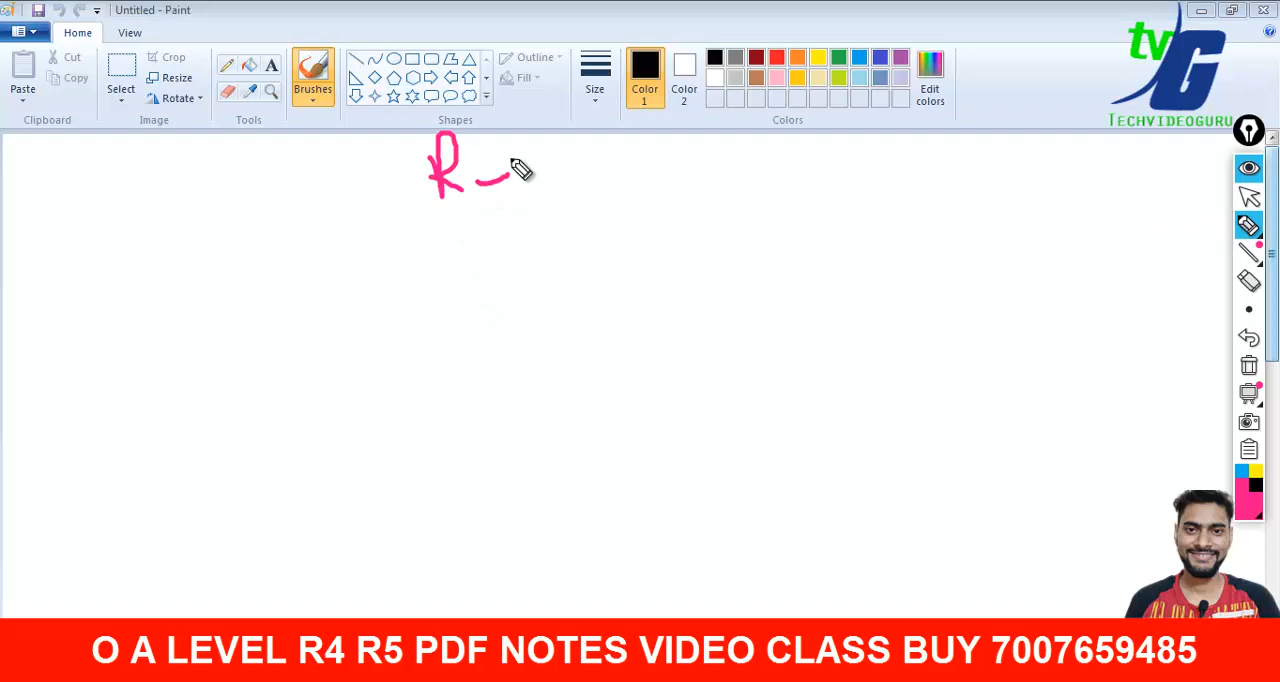 Untitled - Paint
Home View
Paste
Cut
Copy
Clipboard
Select
Crop
Resize
Rotate
Image
A
Tools
Brushes
Outline
Fill
Shapes
Size
Color 1
Color 2
Edit colors
Colors
tv G
TECHVIDEOGURU
R -
O A LEVEL R4 R5 PDF NOTES VIDEO CLASS BUY 7007659485